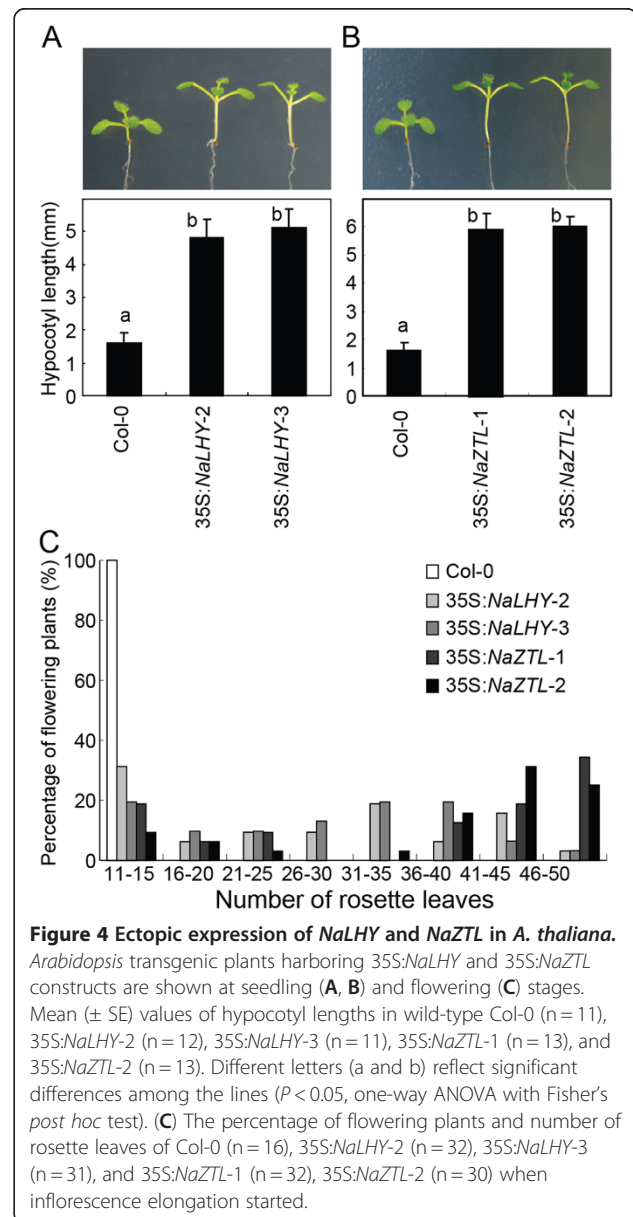 A
B
Hypocotyl length(mm)
5
4
3
2
1
0
a
b
b
6
5
4
3
2
1
0
a
b
b
Col-0
35S:NaLHY-2
35S:NaLHY-3
Col-0
35S:NaZTL-1
35S:NaZTL-2
C
Percentage of flowering plants (%)
100
80
60
40
20
0
Col-0
35S:NaLHY-2
35S:NaLHY-3
35S:NaZTL-1
35S:NaZTL-2
11-15 16-20 21-25 26-30 31-35 36-40 41-45 46-50
Number of rosette leaves
Figure 4 Ectopic expression of NaLHY and NaZTL in A. thaliana.
Arabidopsis transgenic plants harboring 35S:NaLHY and 35S:NaZTL
constructs are shown at seedling (A, B) and flowering (C) stages.
Mean (± SE) values of hypocotyl lengths in wild-type Col-0 (n = 11),
35S:NaLHY-2 (n = 12), 35S:NaLHY-3 (n = 11), 35S:NaZTL-1 (n = 13), and
35S:NaZTL-2 (n = 13). Different letters (a and b) reflect significant
differences among the lines (P < 0.05, one-way ANOVA with Fisher's
post hoc test). (C) The percentage of flowering plants and number of
rosette leaves of Col-0 (n = 16), 35S:NaLHY-2 (n = 32), 35S:NaLHY-3
(n = 31), and 35S:NaZTL-1 (n = 32), 35S:NaZTL-2 (n = 30) when
inflorescence elongation started.